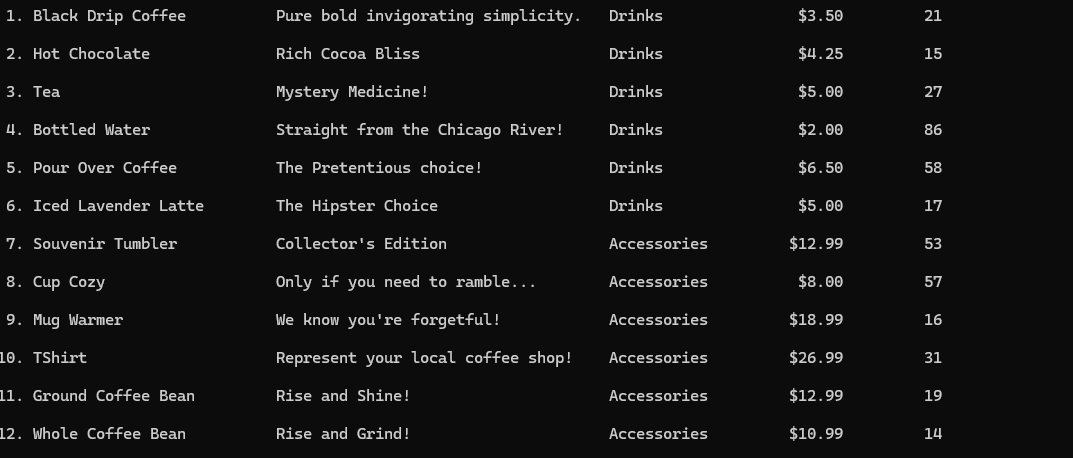 1. Black Drip Coffee Pure bold invigorating simplicity. Drinks $3.50 21
2. Hot Chocolate Rich Cocoa Bliss Drinks $4.25 15
3. Tea Mystery Medicine! Drinks $5.00 27
4. Bottled Water Straight from the Chicago River! Drinks $2.00 86
5. Pour Over Coffee The Pretentious choice! Drinks $6.50 58
6. Iced Lavender Latte The Hipster Choice Drinks $5.00 17
7. Souvenir Tumbler Collector's Edition Accessories $12.99 53
8. Cup Cozy Only if you need to ramble... Accessories $8.00 57
9. Mug Warmer We know you're forgetful! Accessories $18.99 16
10. TShirt Represent your local coffee shop! Accessories $26.99 31
11. Ground Coffee Bean Rise and Shine! Accessories $12.99 19
12. Whole Coffee Bean Rise and Grind! Accessories $10.99 14